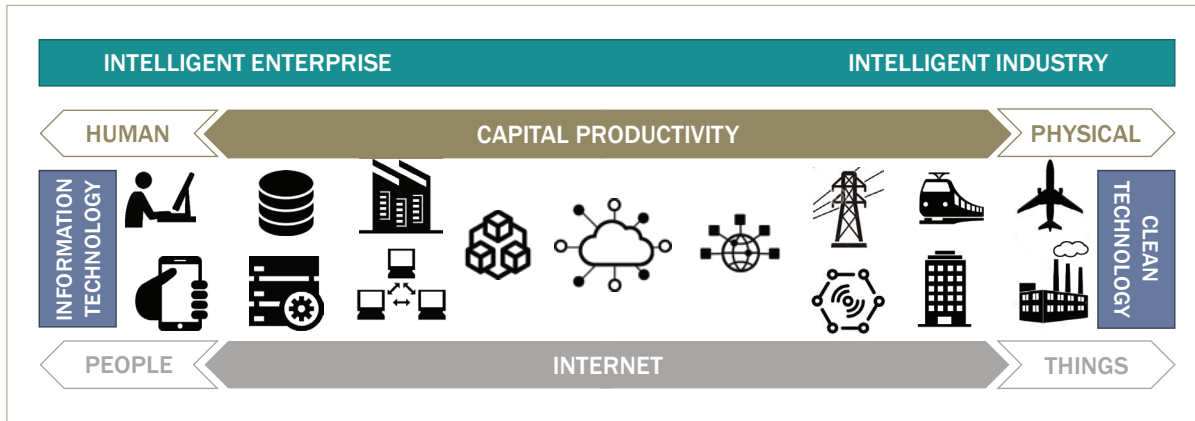 INTELLIGENT ENTERPRISE
INTELLIGENT INDUSTRY
HUMAN
CAPITAL PRODUCTIVITY
PHYSICAL
INFORMATION
TECHNOLOGY
CLEAN
TECHNOLOGY
PEOPLE
INTERNET
THINGS